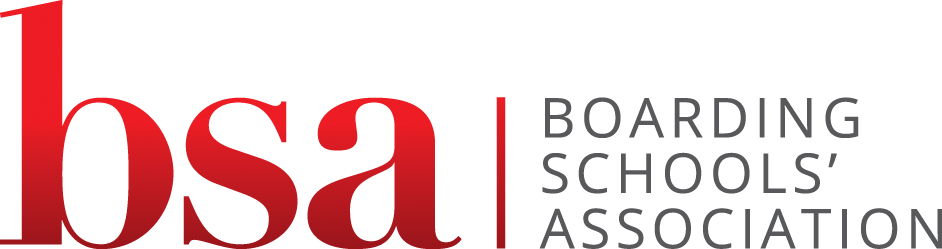 bsa
BOARDING
SCHOOLS’
ASSOCIATION